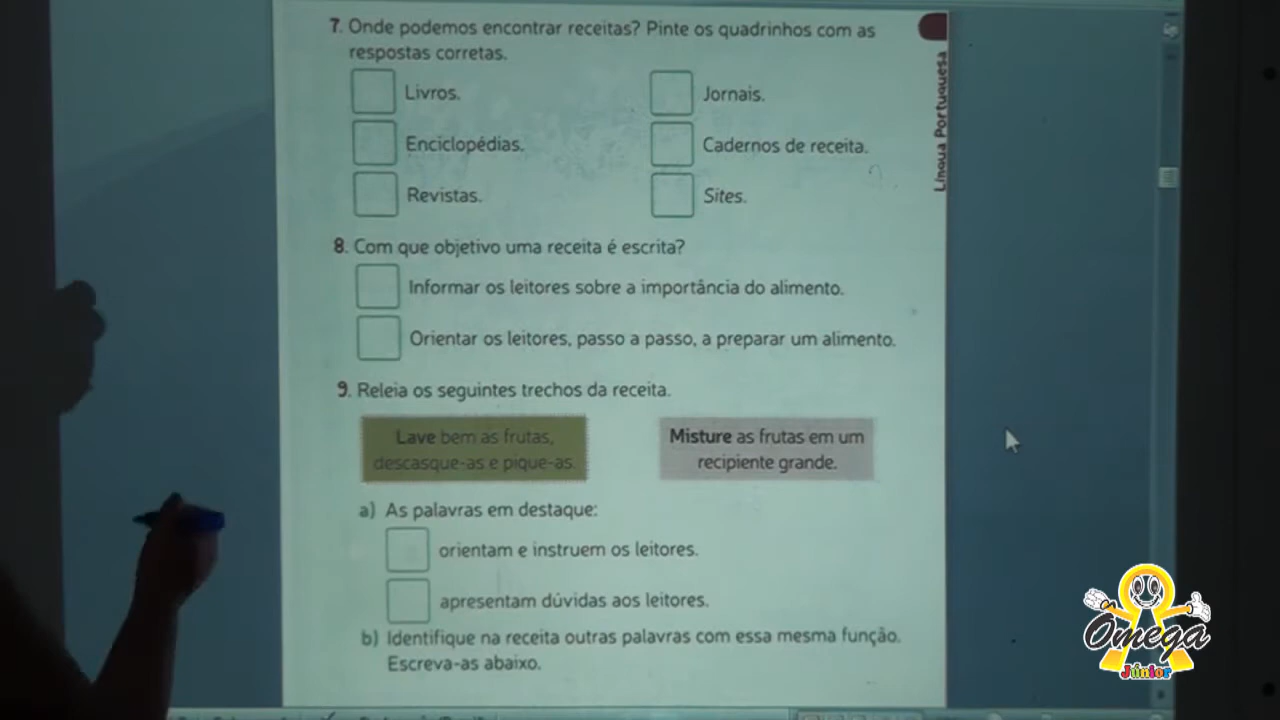 7. Onde podemos encontrar receitas? Pinte os quadrinhos com as
respostas corretas.
Livros.
Jornais.
Enciclopédias.
Cadernos de receita.
Revistas.
Sites.
Língua Portuguesa
8. Com que objetivo uma receita é escrita?
Informar os leitores sobre a importância do alimento.
Orientar os leitores, passo a passo, a preparar um alimento.
9. Releia os seguintes trechos da receita.
Lave bem as frutas,
descasque-as e pique-as.
Misture as frutas em um
recipiente grande.
a) As palavras em destaque:
orientam e instruem os leitores.
apresentam dúvidas aos leitores.
b) Identifique na receita outras palavras com essa mesma função.
Escreva-as abaixo.
Omega
Júnior